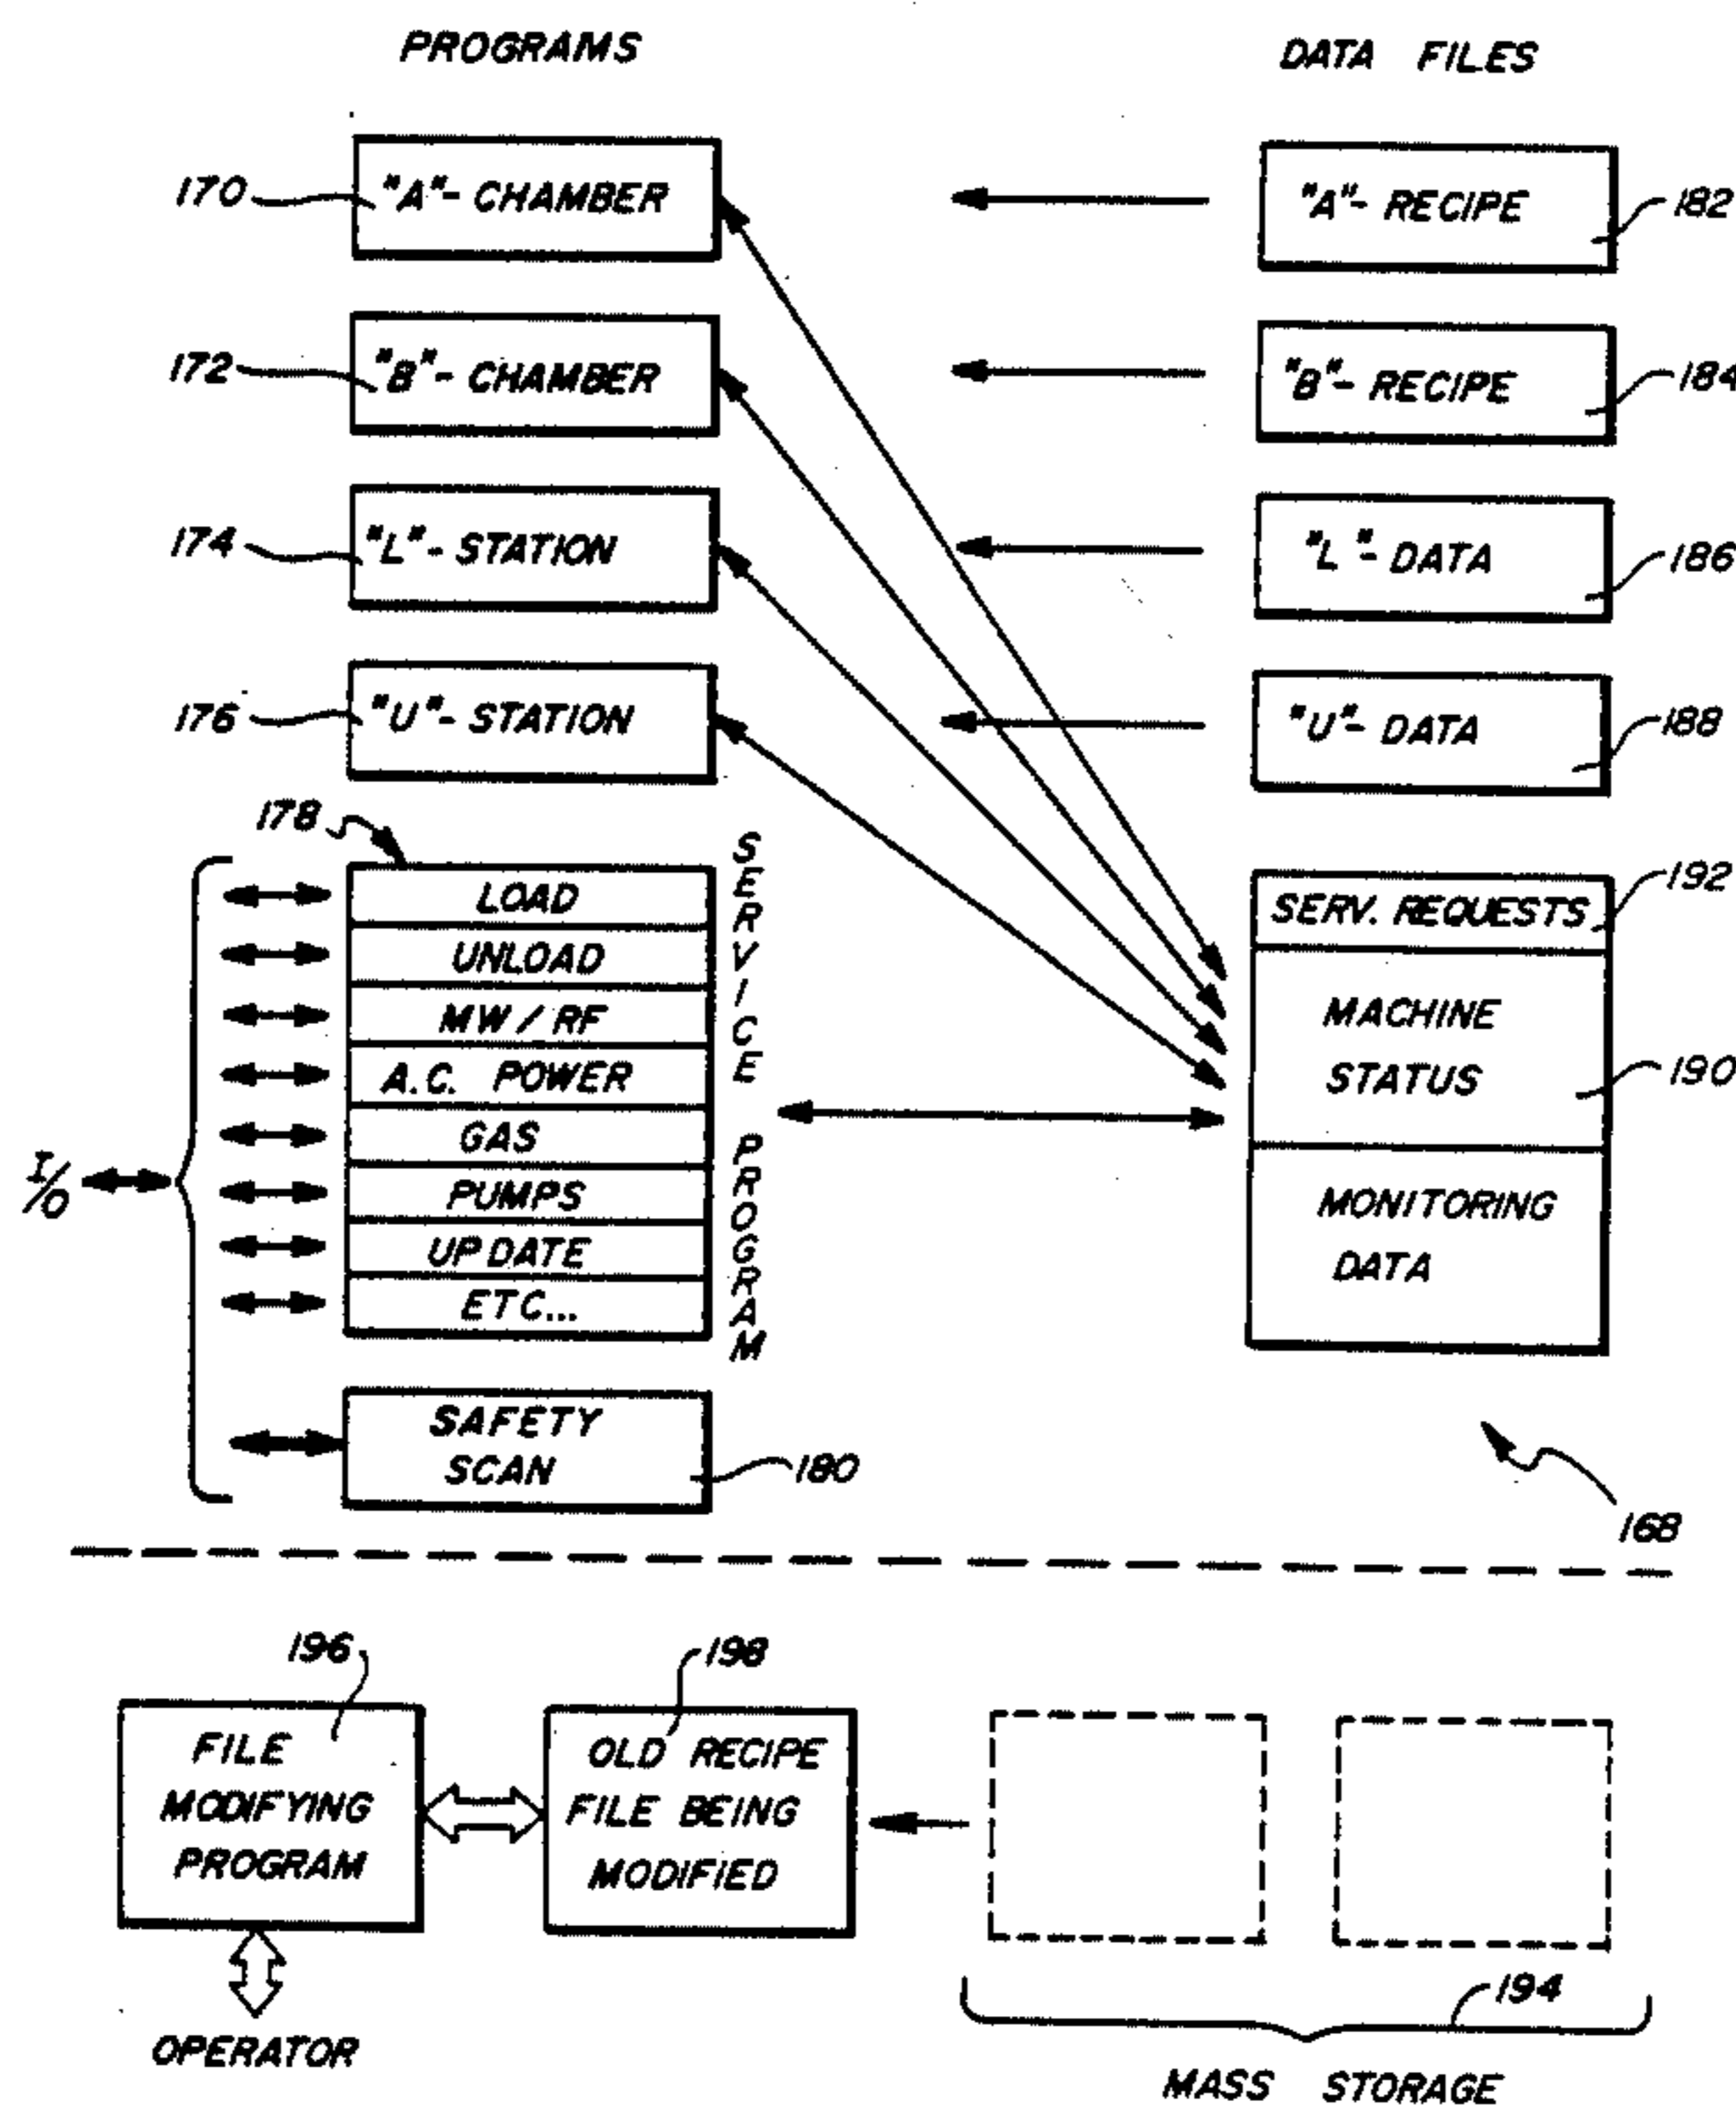 PROGRAMS
DATA FILES
170
"A"- CHAMBER
"A"- RECIPE
182
172
"B"- CHAMBER
"B"- RECIPE
184
174
"L"- STATION
"L"- DATA
186
176
"U"- STATION
"U"- DATA
188
178
LOAD
UNLOAD
MW / RF
A.C. POWER
GAS
PUMPS
UPDATE
ETC...
SERVICE PROGRAM
I/O
SERV. REQUESTS
192
MACHINE
STATUS
190
MONITORING
DATA
SAFETY
SCAN
180
168
196
FILE
MODIFYING
PROGRAM
198
OLD RECIPE
FILE BEING
MODIFIED
OPERATOR
194
MASS STORAGE